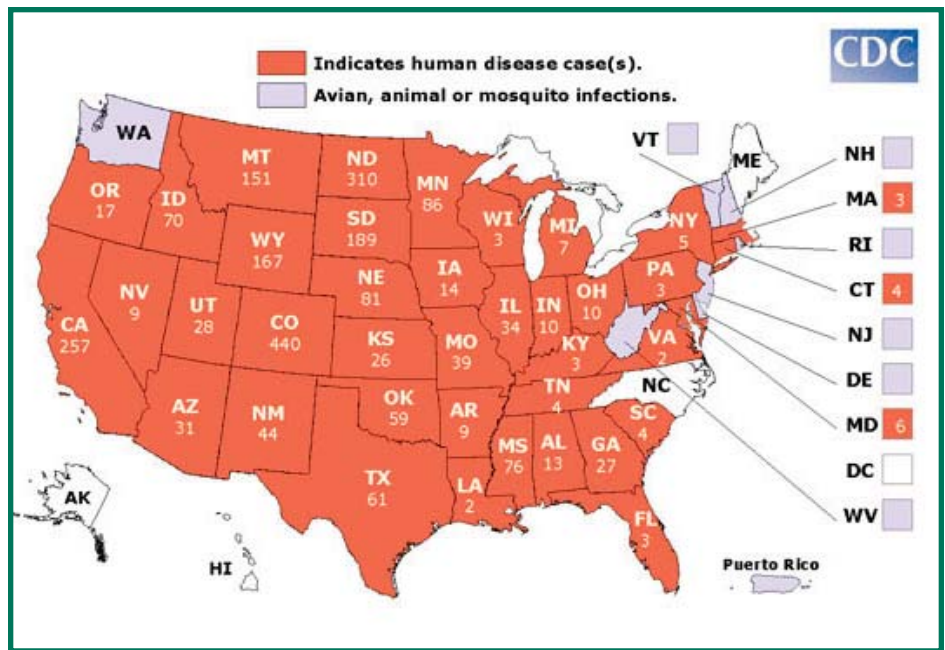 CDC
Indicates human disease case(s).
Avian, animal or mosquito infections.
WA
VT
ME
NH
MT
151
ND
310
MN
86
OR
17
ID
70
WI
3
MI
7
NY
5
MA 3
SD
189
WY
167
RI
IA
14
PA
3
NE
81
NV
9
UT
28
CO
440
IL
34
IN
10
OH
10
CT 4
CA
257
KS
26
MO
39
KY
3
VA
2
NJ
NC
DE
TN
4
OK
59
AR
9
SC
4
AZ
31
NM
44
MS
76
AL
13
GA
27
MD 6
TX
61
LA
2
DC
AK
FL
3
WV
HI
Puerto Rico